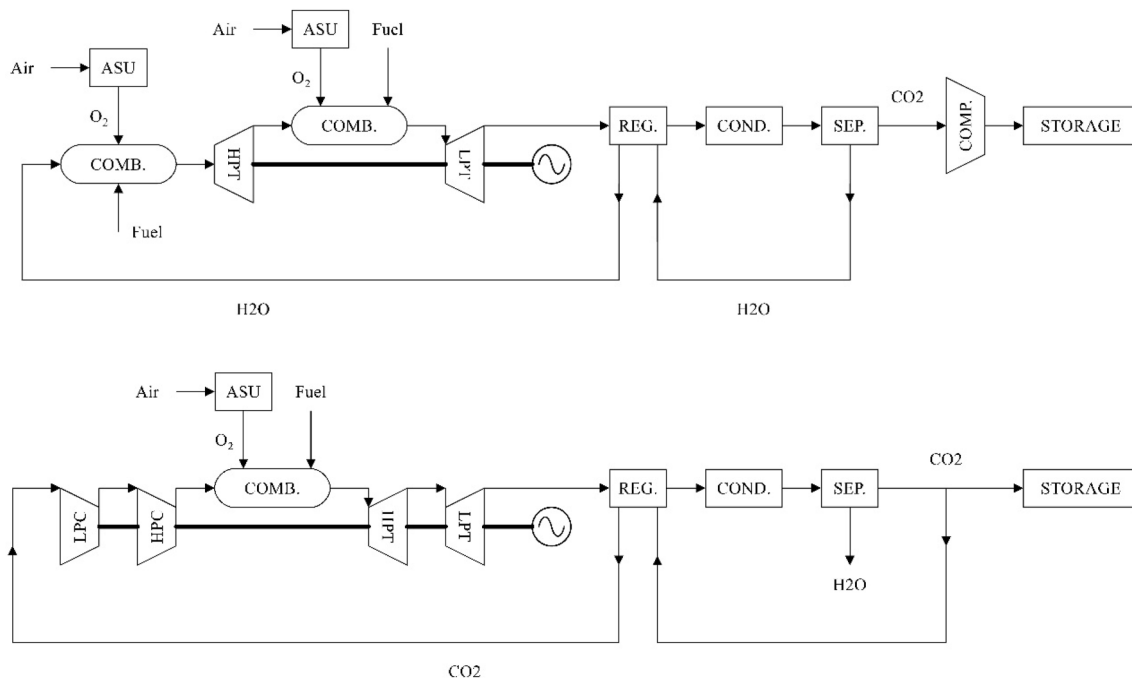 Air
ASU
Fuel
Air
ASU
O2
CO2
O2
COMB.
REG.
COND.
SEP.
COMP.
STORAGE
COMB.
HPT
LPT
Fuel
H2O
H2O
Air
ASU
Fuel
O2
CO2
COMB.
REG.
COND.
SEP.
STORAGE
LPC
HPC
HPT
LPT
H2O
CO2